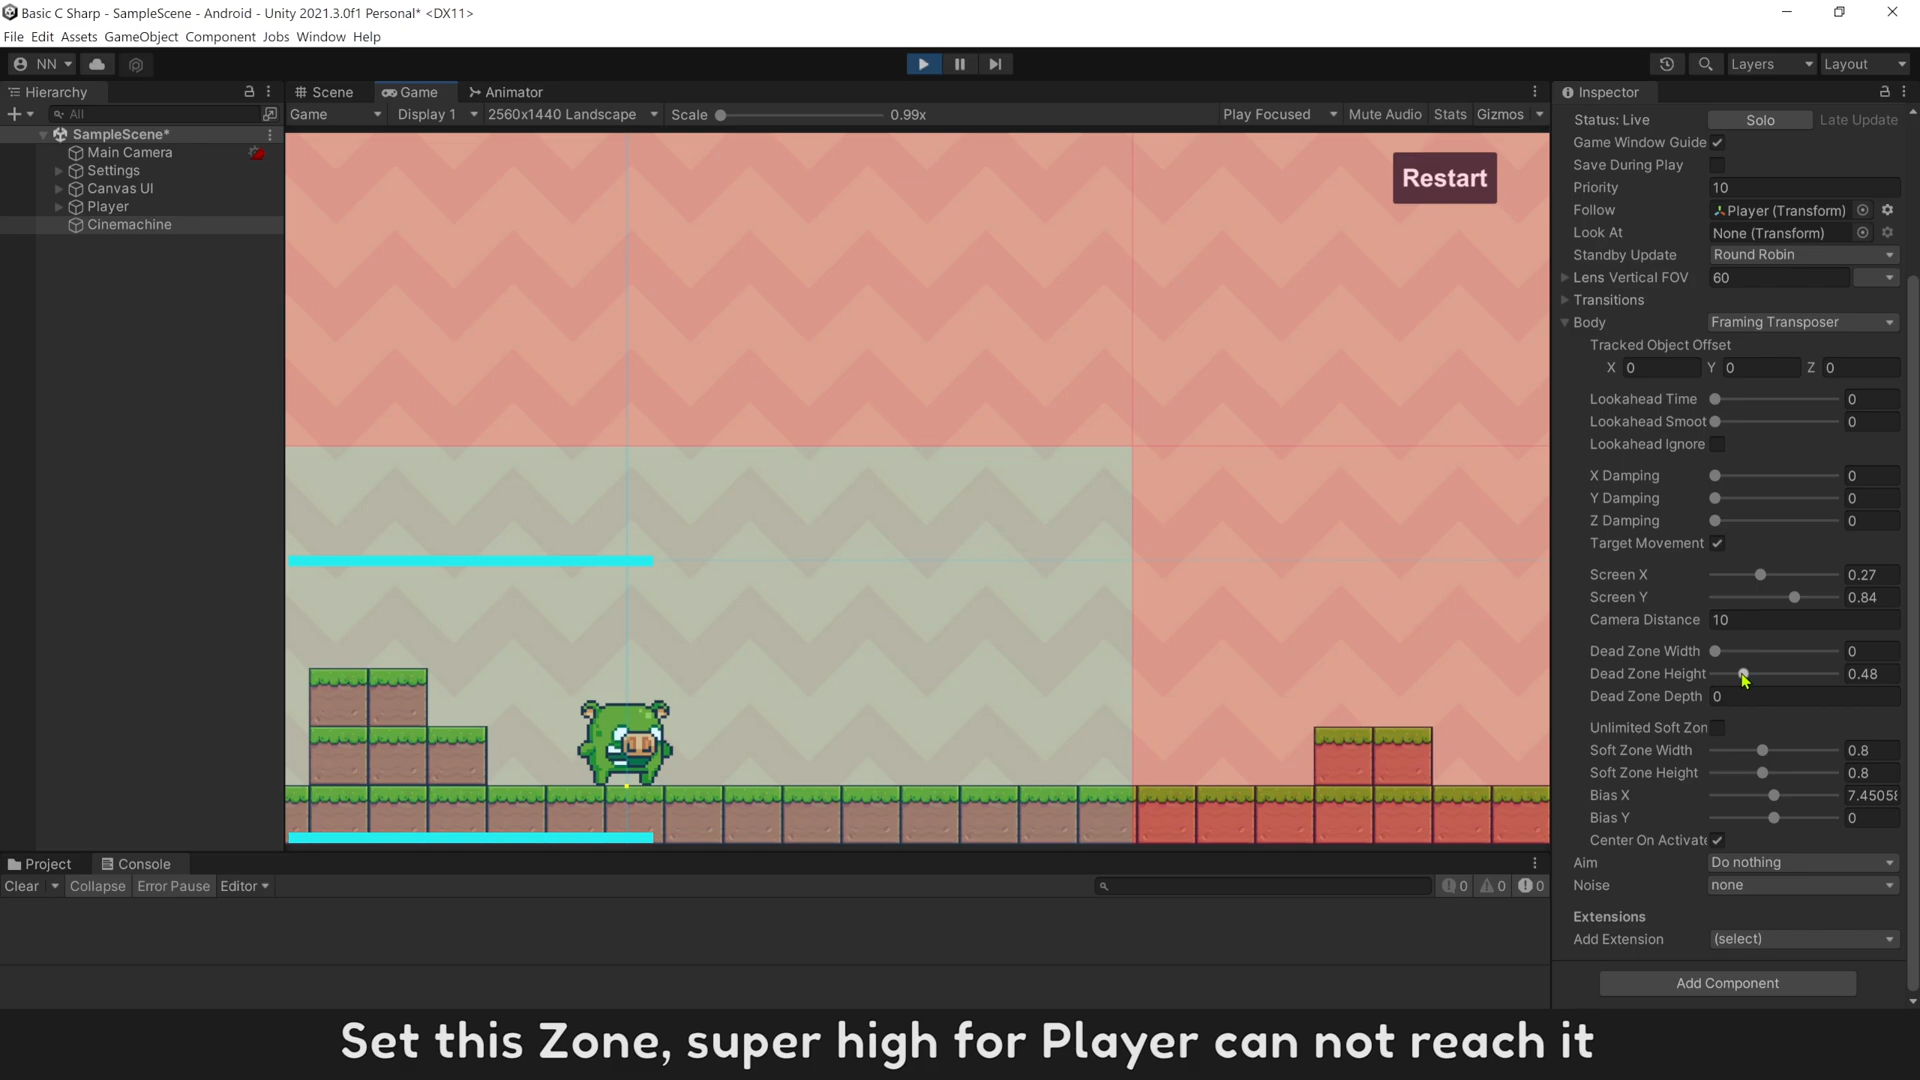 Basic C Sharp - SampleScene - Android - Unity 2021.3.0f1 Personal* <DX11>
File Edit Assets GameObject Component Jobs Window Help
NN
Layers
Layout
Hierarchy
Scene
Game
Animator
Inspector
All
Game
Display 1
2560x1440 Landscape
Scale
0.99x
Play Focused
Mute Audio
Stats
Gizmos
SampleScene*
Main Camera
Settings
Canvas UI
Player
Cinemachine
Restart
Status: Live
Solo
Late Update
Game Window Guide
Save During Play
Priority 10
Follow Player (Transform)
Look At None (Transform)
Standby Update Round Robin
Lens Vertical FOV 60
Transitions
Body Framing Transposer
Tracked Object Offset
X 0 Y 0 Z 0
Lookahead Time 0
Lookahead Smoot 0
Lookahead Ignore
X Damping 0
Y Damping 0
Z Damping 0
Target Movement
Screen X 0.27
Screen Y 0.84
Camera Distance 10
Dead Zone Width 0
Dead Zone Height 0.48
Dead Zone Depth 0
Unlimited Soft Zon
Soft Zone Width 0.8
Soft Zone Height 0.8
Bias X 7.45058
Bias Y 0
Center On Activate
Aim Do nothing
Noise none
Extensions
Add Extension (select)
Add Component
Project
Console
Clear
Collapse
Error Pause
Editor
0
0
0
Set this Zone, super high for Player can not reach it